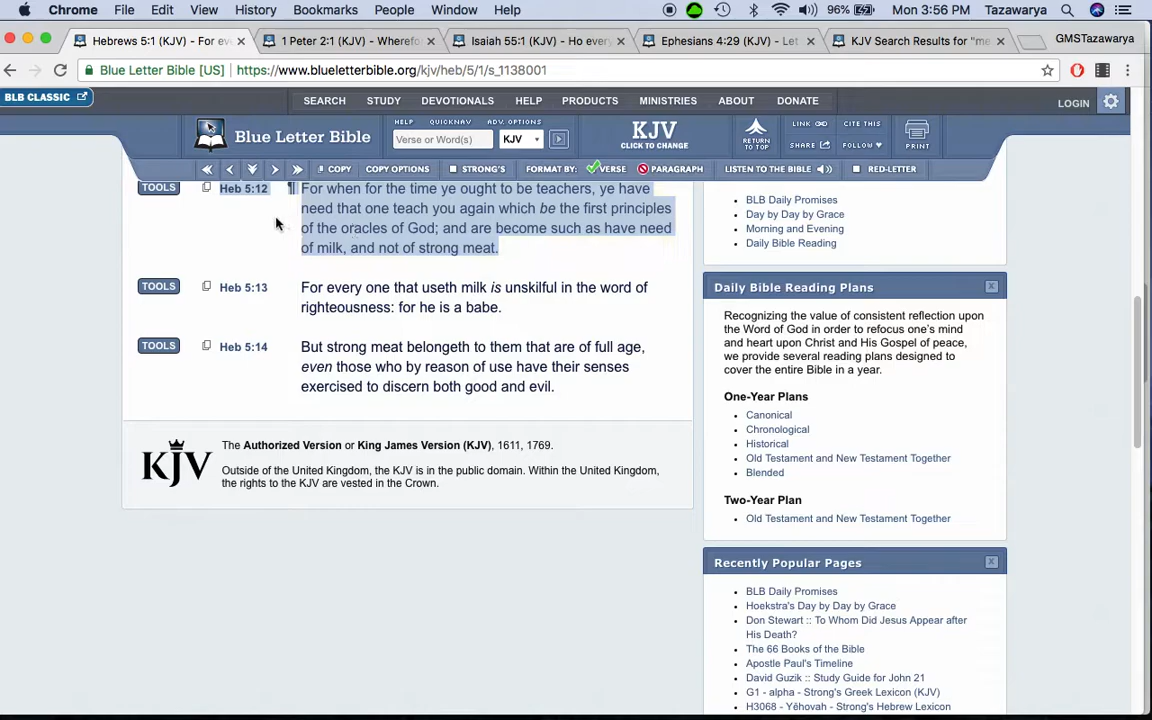 Chrome File Edit View History Bookmarks People Window Help 96% Mon 3:56 PM Tazawarya
Hebrews 5:1 (KJV) - For eve × 1 Peter 2:1 (KJV) - Wherefo × Isaiah 55:1 (KJV) - Ho every × Ephesians 4:29 (KJV) - Let × KJV Search Results for "me × GMSTazawarya
Blue Letter Bible [US] https://www.blueletterbible.org/kjv/heb/5/1/s_1138001
BLB CLASSIC
SEARCH STUDY DEVOTIONALS HELP PRODUCTS MINISTRIES ABOUT DONATE LOGIN
Blue Letter Bible
HELP QUICKNAV ADV. OPTIONS
Verse or Word(s) KJV
KJV
CLICK TO CHANGE
RETURN
TO TOP
LINK CITE THIS
SHARE FOLLOW
PRINT
COPY COPY OPTIONS STRONG'S FORMAT BY: VERSE PARAGRAPH LISTEN TO THE BIBLE RED-LETTER
TOOLS Heb 5:12 ¶ For when for the time ye ought to be teachers, ye have
need that one teach you again which be the first principles
of the oracles of God; and are become such as have need
of milk, and not of strong meat.
TOOLS Heb 5:13 For every one that useth milk is unskilful in the word of
righteousness: for he is a babe.
TOOLS Heb 5:14 But strong meat belongeth to them that are of full age,
even those who by reason of use have their senses
exercised to discern both good and evil.
KJV
The Authorized Version or King James Version (KJV), 1611, 1769.
Outside of the United Kingdom, the KJV is in the public domain. Within the United Kingdom,
the rights to the KJV are vested in the Crown.
BLB Daily Promises
Day by Day by Grace
Morning and Evening
Daily Bible Reading
Daily Bible Reading Plans
Recognizing the value of consistent reflection upon
the Word of God in order to refocus one's mind
and heart upon Christ and His Gospel of peace,
we provide several reading plans designed to
cover the entire Bible in a year.
One-Year Plans
Canonical
Chronological
Historical
Old Testament and New Testament Together
Blended
Two-Year Plan
Old Testament and New Testament Together
Recently Popular Pages
BLB Daily Promises
Hoekstra's Day by Day by Grace
Don Stewart :: To Whom Did Jesus Appear after
His Death?
The 66 Books of the Bible
Apostle Paul's Timeline
David Guzik :: Study Guide for John 21
G1 - alpha - Strong's Greek Lexicon (KJV)
H3068 - Yĕhovah - Strong's Hebrew Lexicon